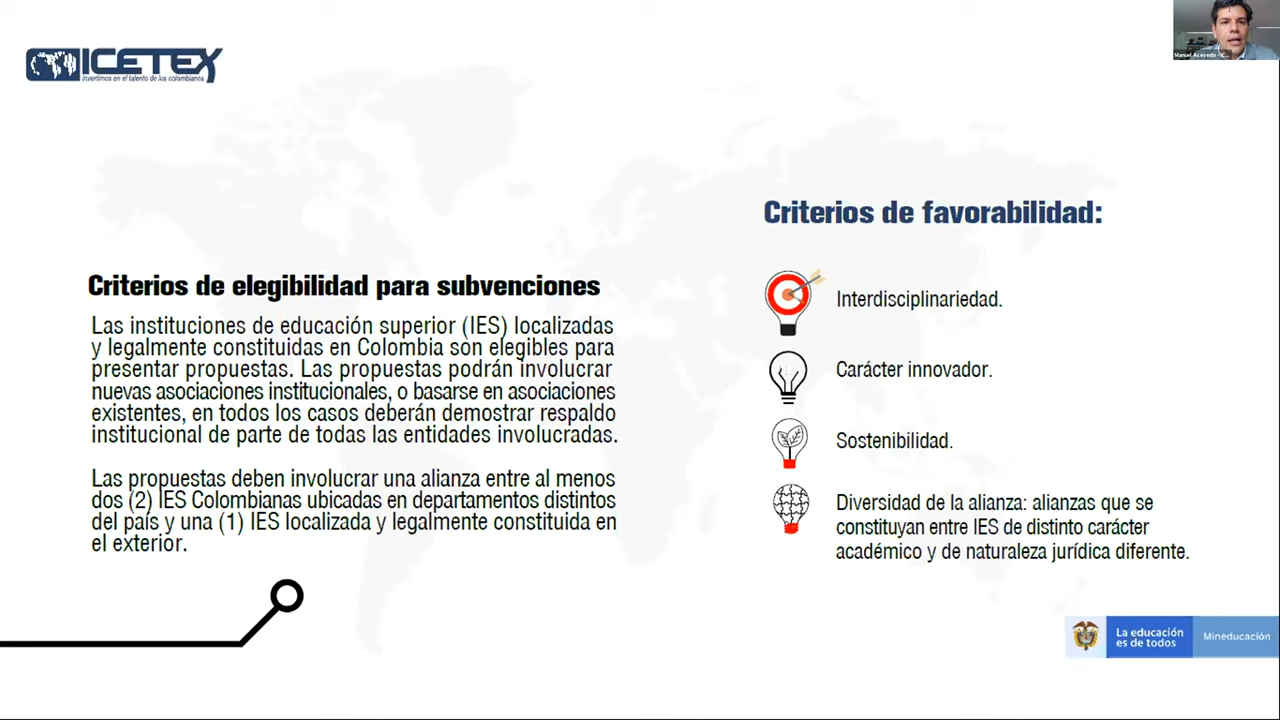 ICETEX
Invertimos en el talento de los colombianos
Manuel Acevedo - IC...
Criterios de favorabilidad:
Criterios de elegibilidad para subvenciones
Las instituciones de educación superior (IES) localizadas
y legalmente constituidas en Colombia son elegibles para
presentar propuestas. Las propuestas podrán involucrar
nuevas asociaciones institucionales, o basarse en asociaciones
existentes, en todos los casos deberán demostrar respaldo
institucional de parte de todas las entidades involucradas.
Las propuestas deben involucrar una alianza entre al menos
dos (2) IES Colombianas ubicadas en departamentos distintos
del país y una (1) IES localizada y legalmente constituida en
el exterior.
Interdisciplinariedad.
Carácter innovador.
Sostenibilidad.
Diversidad de la alianza: alianzas que se
constituyan entre IES de distinto carácter
académico y de naturaleza jurídica diferente.
La educación
es de todos
Mineducación